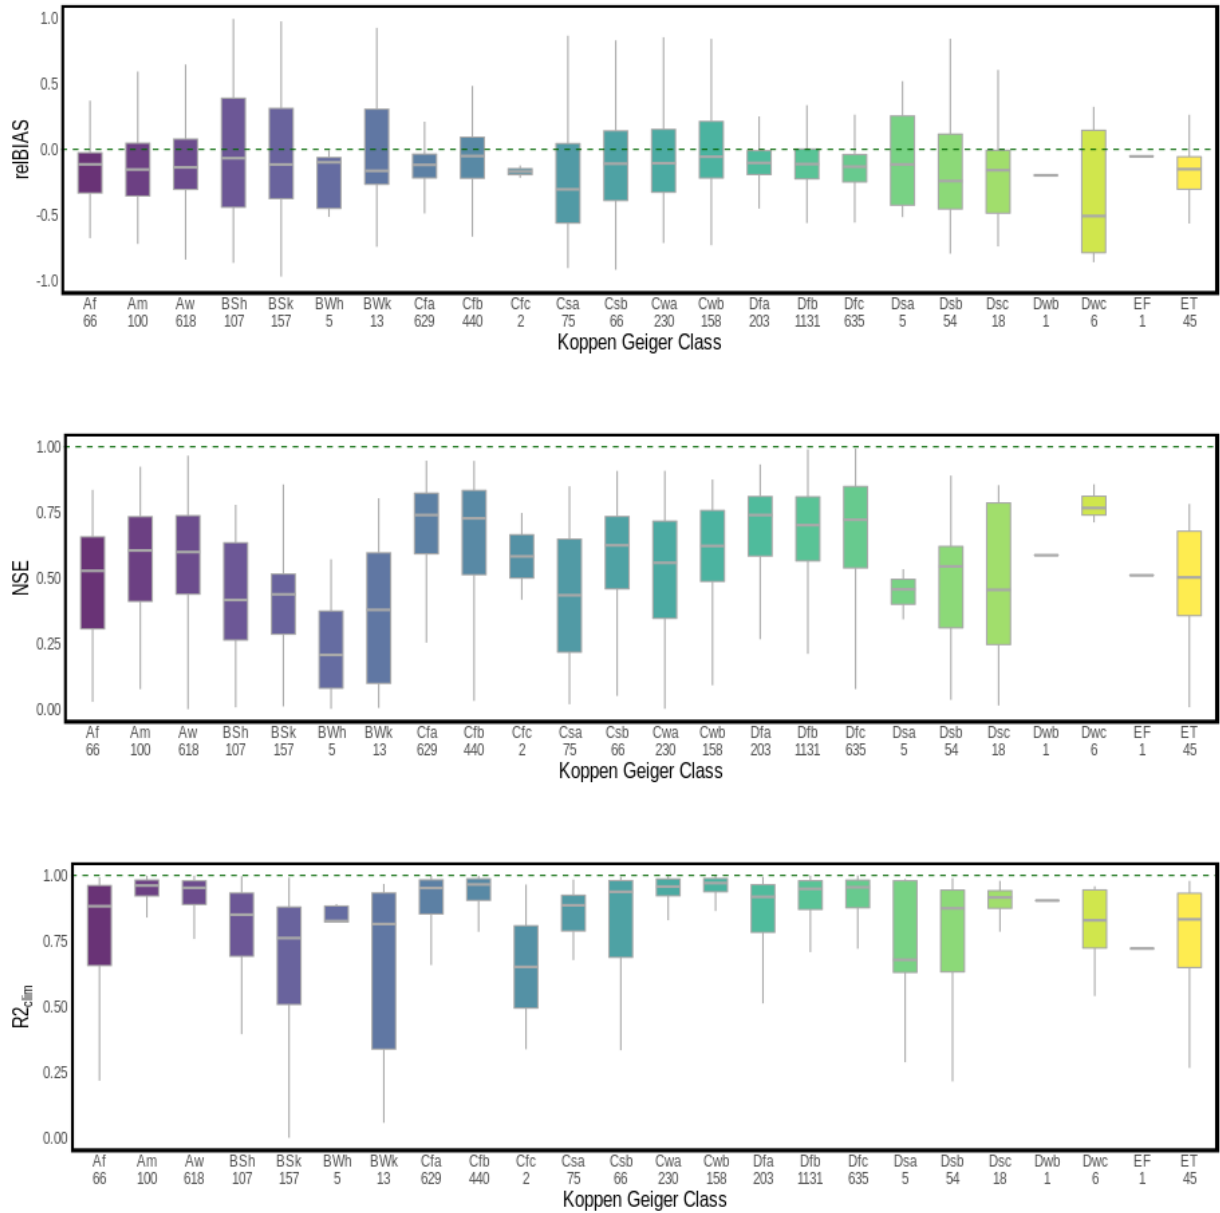 relBIAS
1.0
0.5
0.0
-0.5
-1.0
Af Am Aw BSh BSk BWh BWk Cfa Cfb Cfc Csa Csb Cwa Cwb Dfa Dfb Dfc Dsa Dsb Dsc Dwb Dwc EF ET
66 100 618 107 157 5 13 629 440 2 75 66 230 158 203 1131 635 5 54 18 1 6 1 45
Koppen Geiger Class
NSE
1.00
0.75
0.50
0.25
0.00
Af Am Aw BSh BSk BWh BWk Cfa Cfb Cfc Csa Csb Cwa Cwb Dfa Dfb Dfc Dsa Dsb Dsc Dwb Dwc EF ET
66 100 618 107 157 5 13 629 440 2 75 66 230 158 203 1131 635 5 54 18 1 6 1 45
Koppen Geiger Class
R2clim
1.00
0.75
0.50
0.25
0.00
Af Am Aw BSh BSk BWh BWk Cfa Cfb Cfc Csa Csb Cwa Cwb Dfa Dfb Dfc Dsa Dsb Dsc Dwb Dwc EF ET
66 100 618 107 157 5 13 629 440 2 75 66 230 158 203 1131 635 5 54 18 1 6 1 45
Koppen Geiger Class